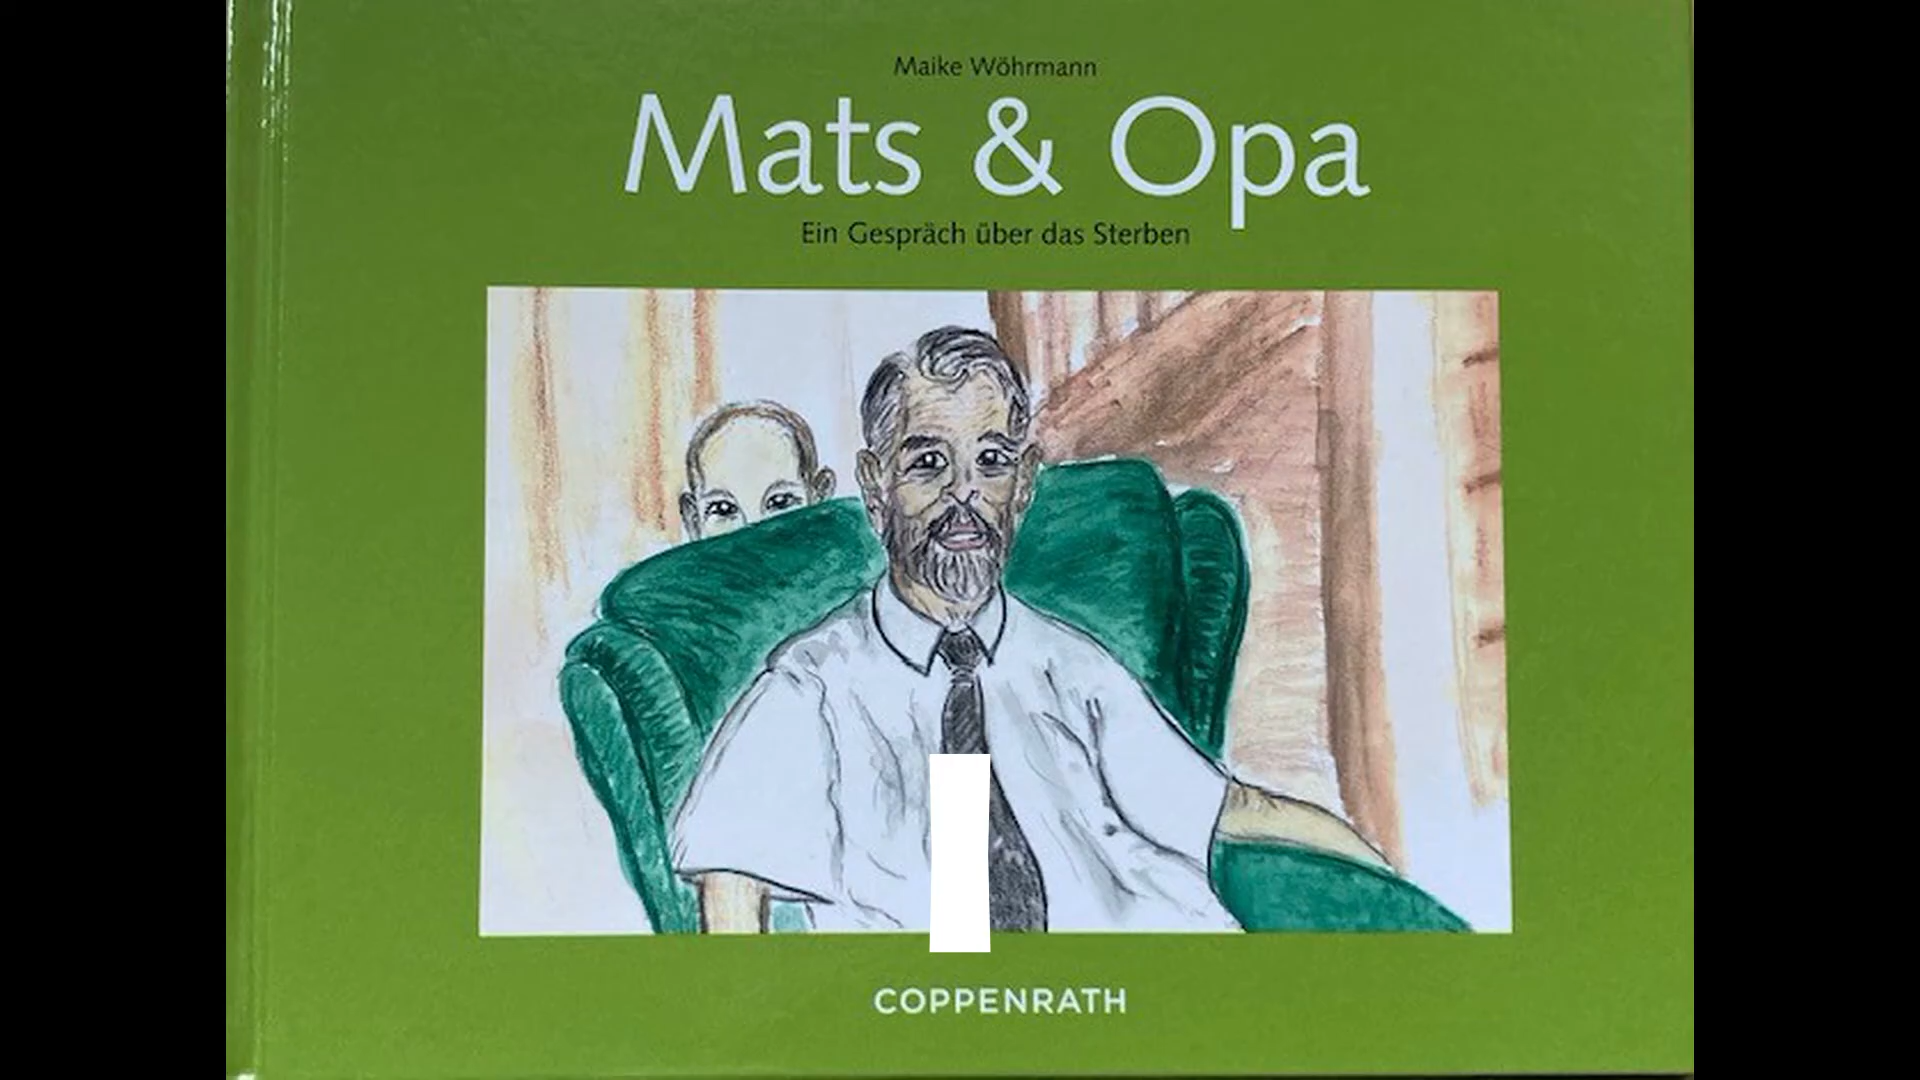 Maike Wöhrmann
Mats & Opa
Ein Gespräch über das Sterben
COPPENRATH